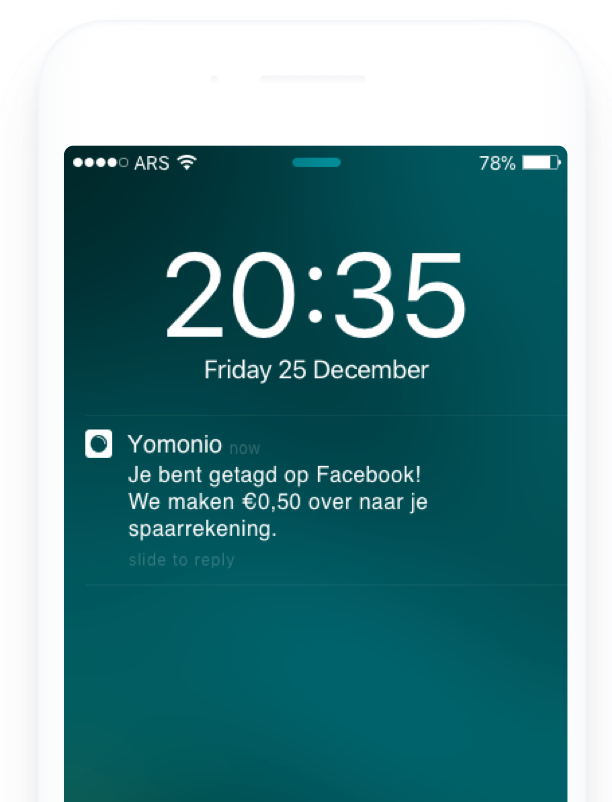 ARS 78%
20:35
Friday 25 December
Yomonio now
Je bent getagd op Facebook!
We maken €0,50 over naar je
spaarrekening.
slide to reply